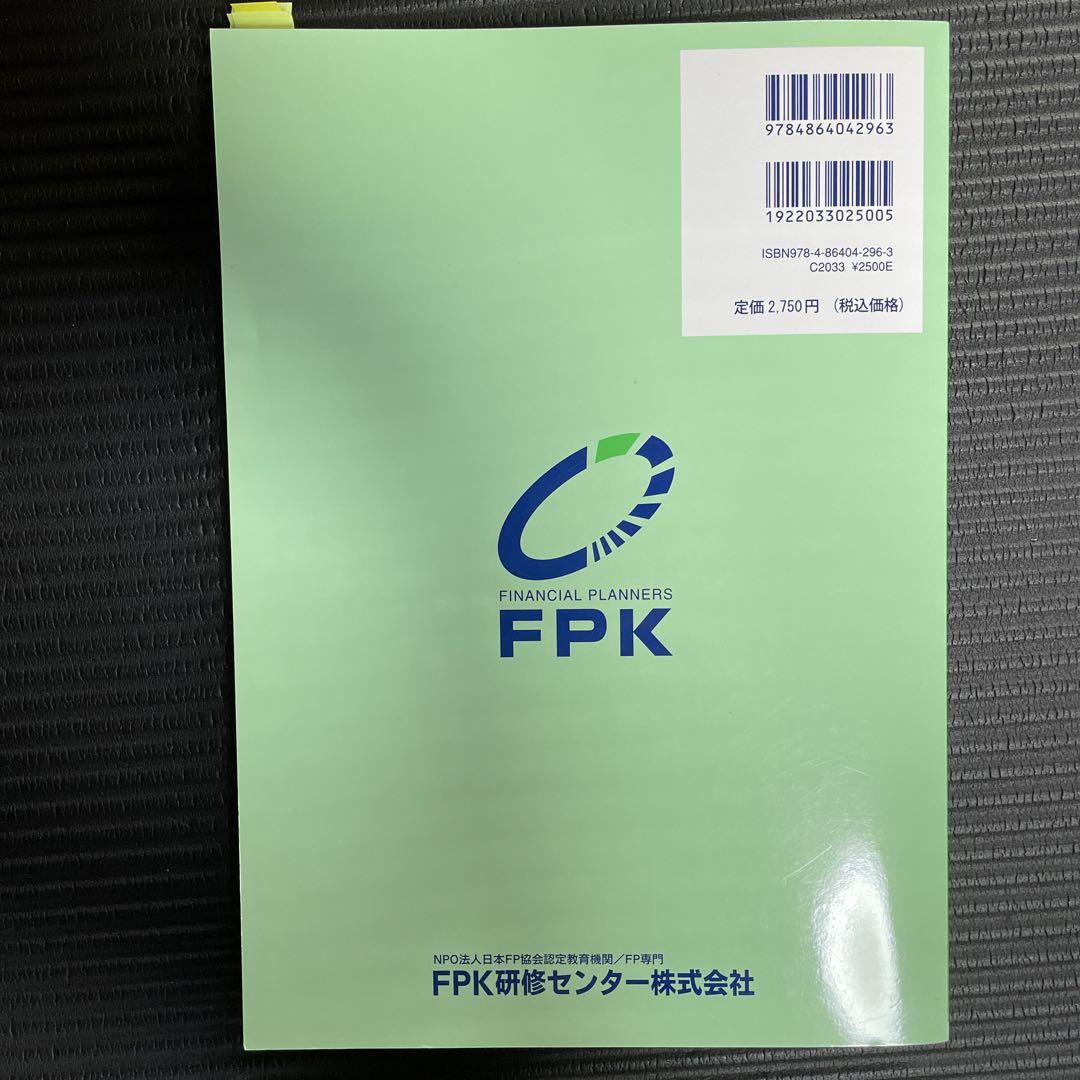 9784864042963
1922033025005
ISBN978-4-86404-296-3
C2033 ¥2500E
定価2,750円 (税込価格)
FINANCIAL PLANNERS
FPK
NPO法人日本FP協会認定教育機関/FP専門
FPK研修センター株式会社